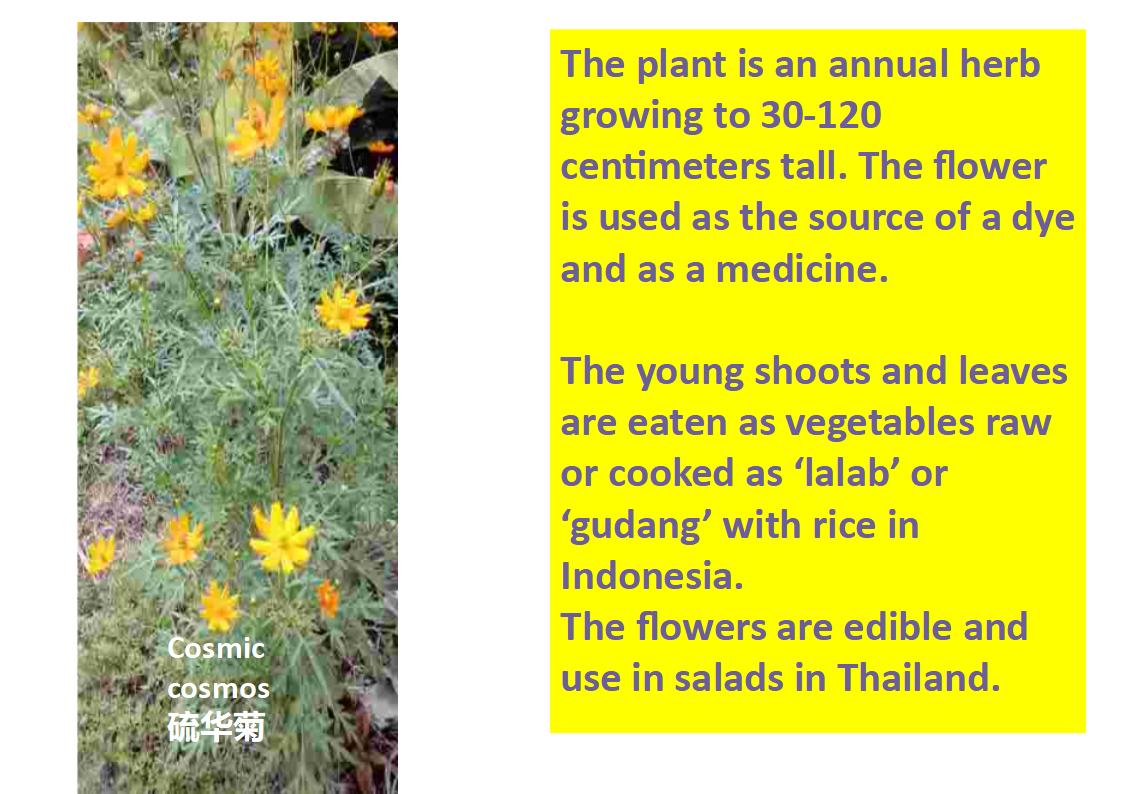 Cosmic
cosmos
硫华菊
The plant is an annual herb
growing to 30-120
centimeters tall. The flower
is used as the source of a dye
and as a medicine.
The young shoots and leaves
are eaten as vegetables raw
or cooked as ‘lalab’ or
‘gudang’ with rice in
Indonesia.
The flowers are edible and
use in salads in Thailand.